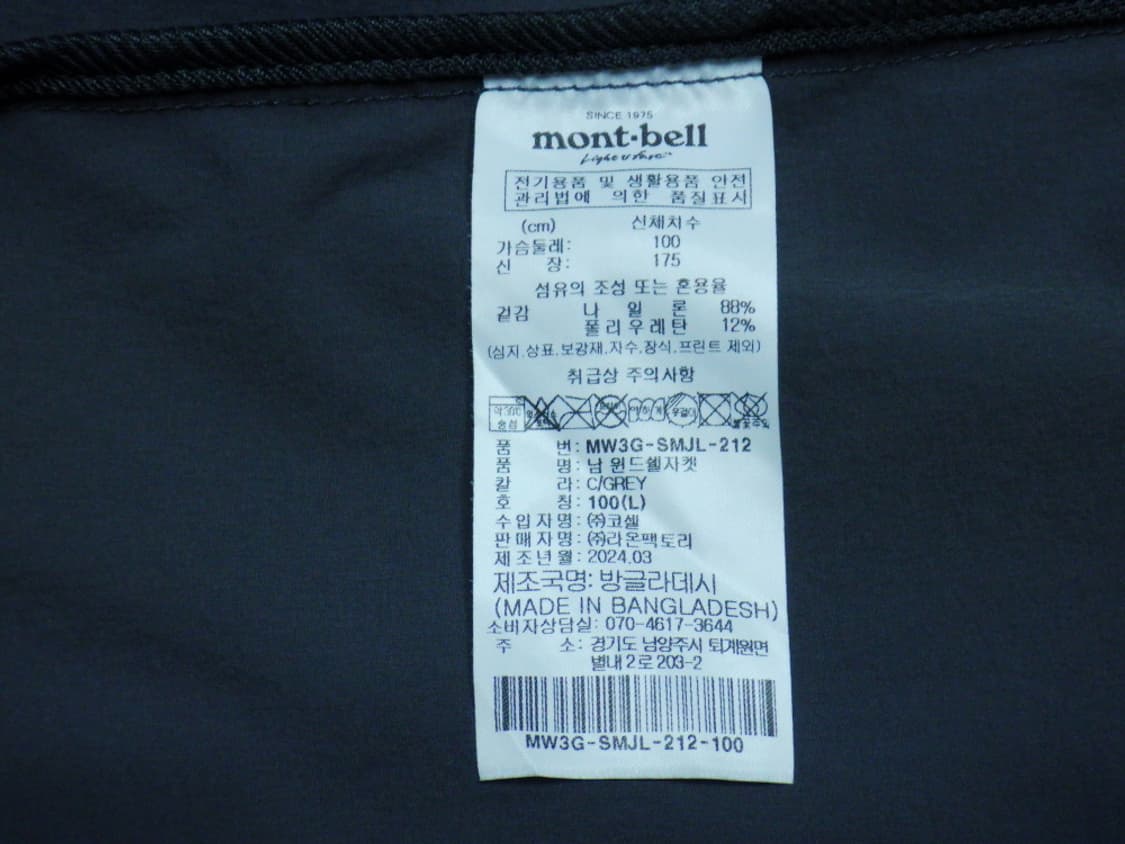 SINCE 1975
mont-bell
Light & Fast
전기용품 및 생활용품 안전
관리법에 의한 품질표시
(cm) 신체치수
가슴둘레: 100
신 장: 175
섬유의 조성 또는 혼용율
겉감 나 일 론 88%
폴리우레탄 12%
(심지,상표,보강재,자수,장식,프린트 제외)
취급상 주의사항
약하게
품 번: MW3G-SMJL-212
품 명: 남 윈드쉘자켓
칼 라: C/GREY
호 칭: 100(L)
수입자명: ㈜코셀
판매자명: ㈜라온팩토리
제조년월: 2024.03
제조국명: 방글라데시
(MADE IN BANGLADESH)
소비자상담실: 070-4617-3644
주 소: 경기도 남양주시 퇴계원면
별내2로 203-2
MW3G-SMJL-212-100